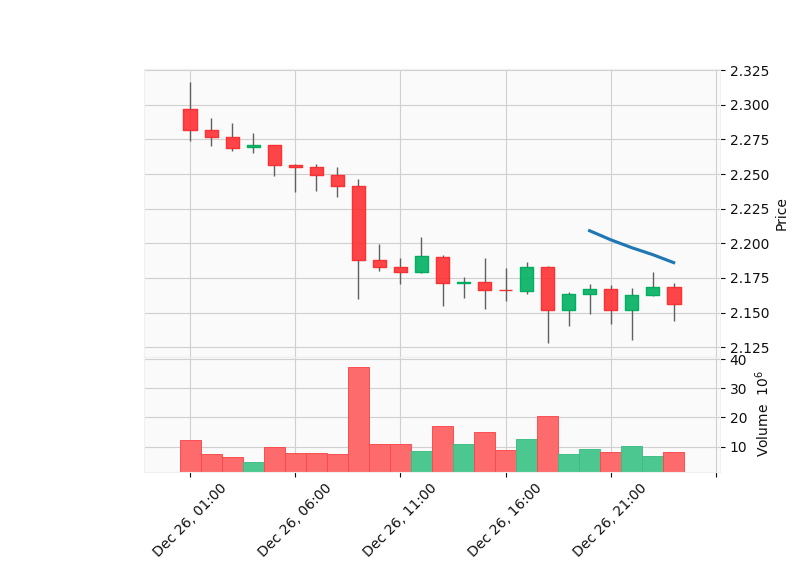 2.325
2.300
2.275
2.250
2.225
2.200
2.175
2.150
2.125
Price
40
30
20
10
Volume 10^6
Dec 26, 01:00
Dec 26, 06:00
Dec 26, 11:00
Dec 26, 16:00
Dec 26, 21:00